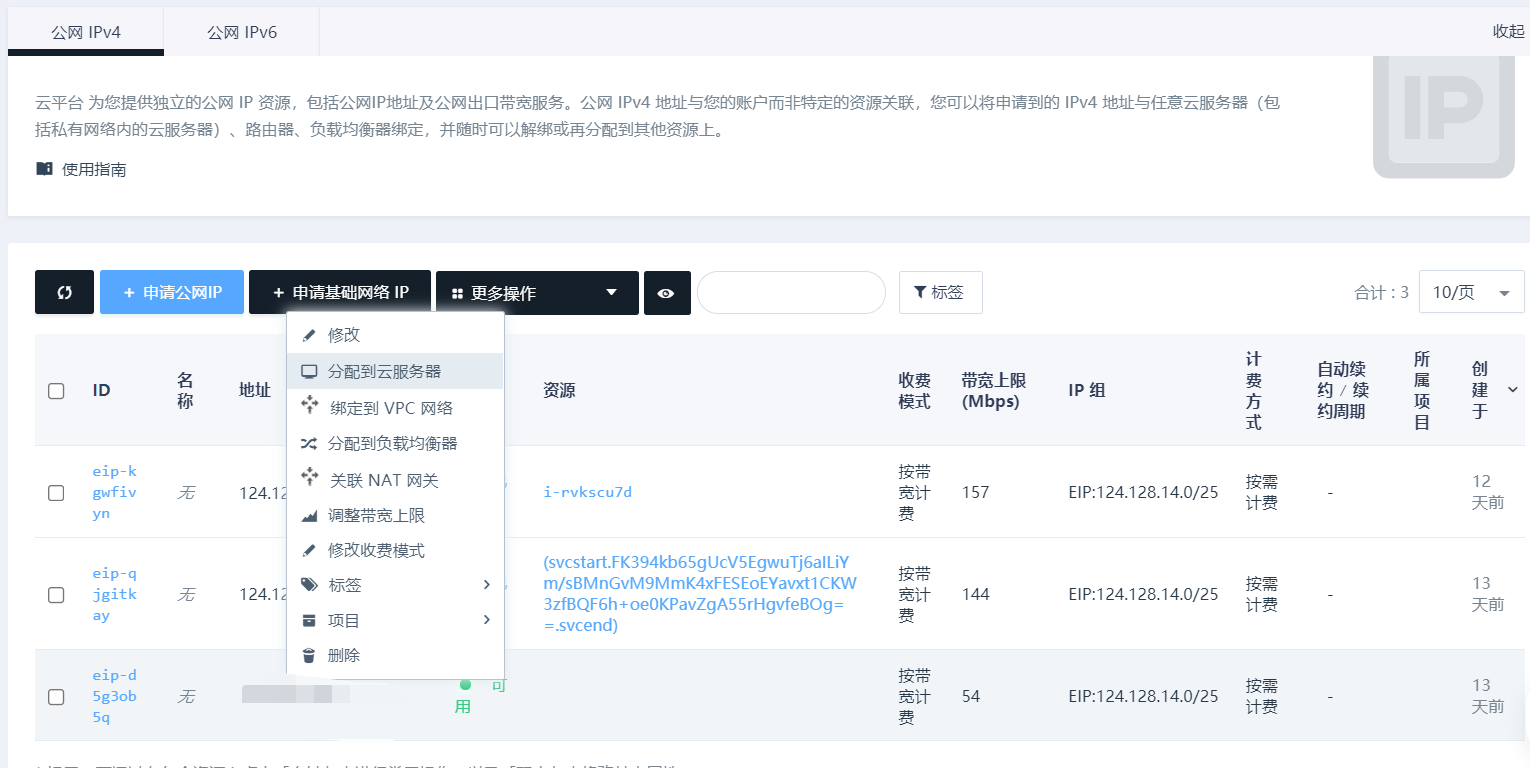 公网 IPv4
公网 IPv6
收起
云平台 为您提供独立的公网 IP 资源，包括公网IP地址及公网出口带宽服务。公网 IPv4 地址与您的账户而非特定的资源关联，您可以将申请到的 IPv4 地址与任意云服务器（包
括私有网络内的云服务器）、路由器、负载均衡器绑定，并随时可以解绑或再分配到其他资源上。
IP
使用指南
+ 申请公网IP
+ 申请基础网络 IP
更多操作
标签
合计 : 3
10/页
修改
分配到云服务器
绑定到 VPC 网络
分配到负载均衡器
关联 NAT 网关
调整带宽上限
修改收费模式
标签
项目
删除
ID
名
称
地址
资源
收费
模式
带宽上限
(Mbps)
IP 组
计
费
方
式
自动续
约 / 续
约周期
所
属
项
目
创
建
于
eip-k
gwfiv
yn
无
124.12
i-rvkscu7d
按带
宽计
费
157
EIP:124.128.14.0/25
按需
计费
-
12
天前
eip-q
jgitk
ay
无
124.12
(svcstart.FK394kb65gUcV5EgwuTj6aILiY
m/sBMnGvM9MmK4xFESEoEYavxt1CKW
3zfBQF6h+oe0KPavZgA55rHgvfeBOg=
=.svcend)
按带
宽计
费
144
EIP:124.128.14.0/25
按需
计费
-
13
天前
eip-d
5g3ob
5q
无
可
用
按带
宽计
费
54
EIP:124.128.14.0/25
按需
计费
-
13
天前